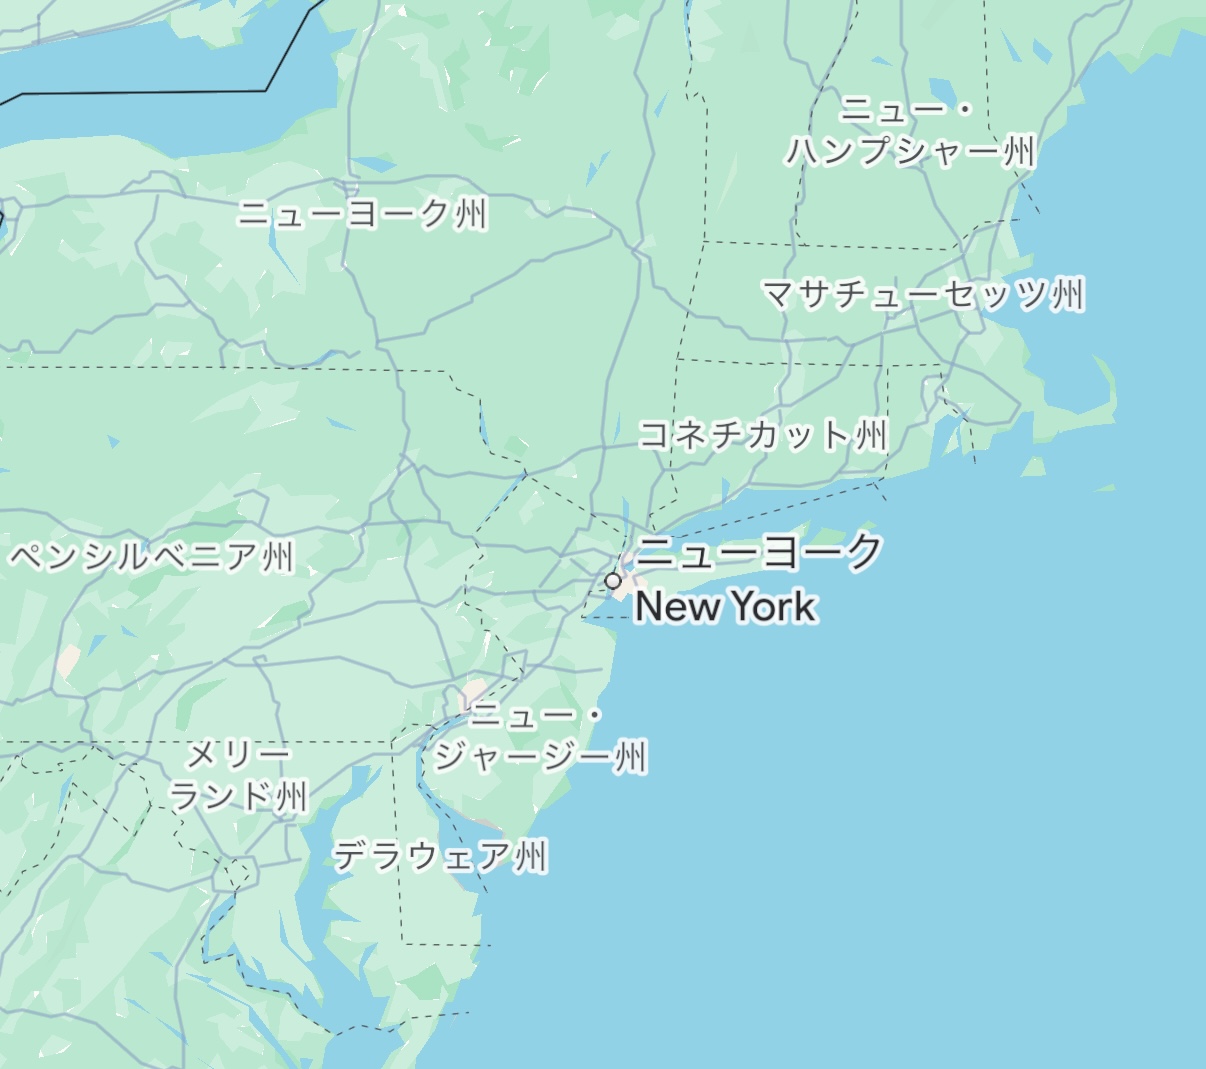 ニュー・
ハンプシャー州
ニューヨーク州
マサチューセッツ州
コネチカット州
ペンシルベニア州
ニューヨーク
New York
ニュー・
ジャージー州
メリー
ランド州
デラウェア州